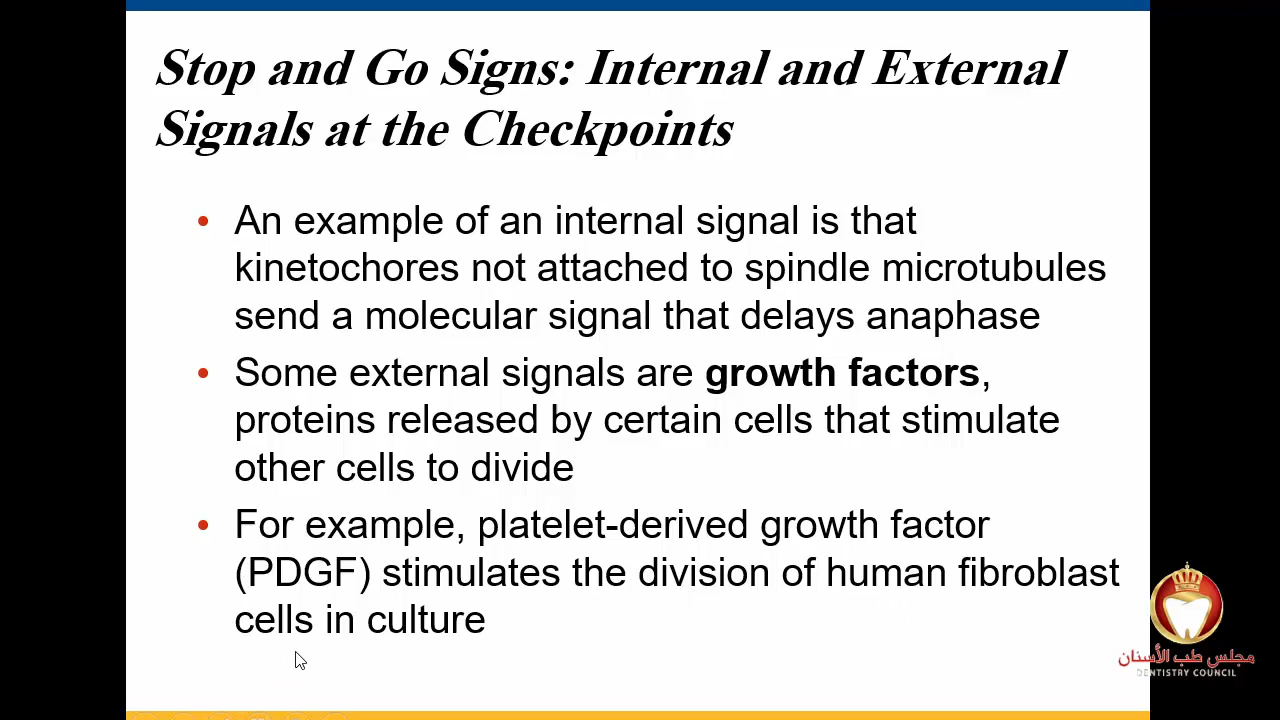 Stop and Go Signs: Internal and External
Signals at the Checkpoints
• An example of an internal signal is that
kinetochores not attached to spindle microtubules
send a molecular signal that delays anaphase
• Some external signals are growth factors,
proteins released by certain cells that stimulate
other cells to divide
• For example, platelet-derived growth factor
(PDGF) stimulates the division of human fibroblast
cells in culture
مجلس طب الأسنان
DENTISTRY COUNCIL